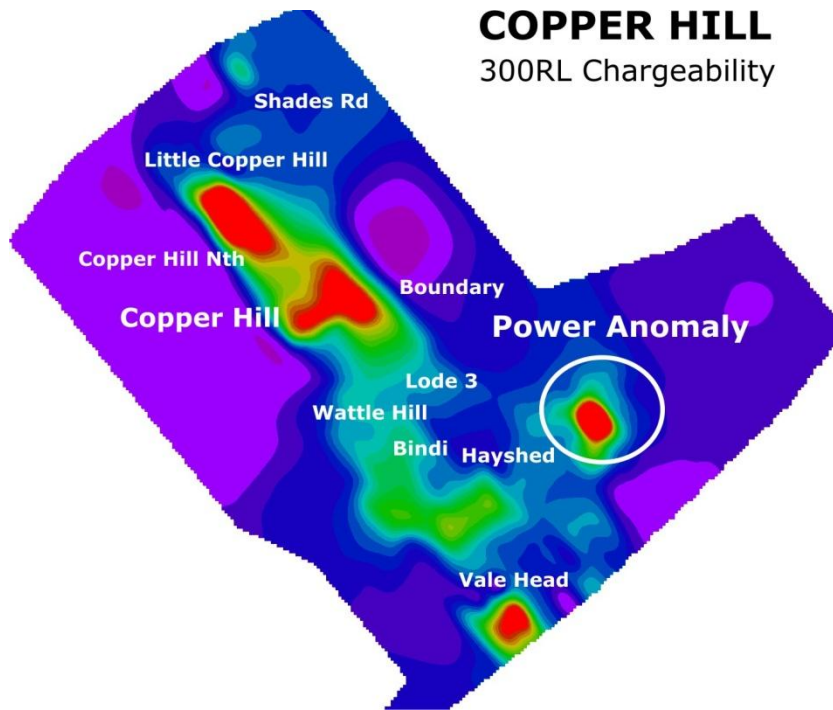 COPPER HILL
300RL Chargeability
Shades Rd
Little Copper Hill
Copper Hill Nth
Boundary
Copper Hill
Power Anomaly
Lode 3
Wattle Hill
Bindi
Hayshed
Vale Head